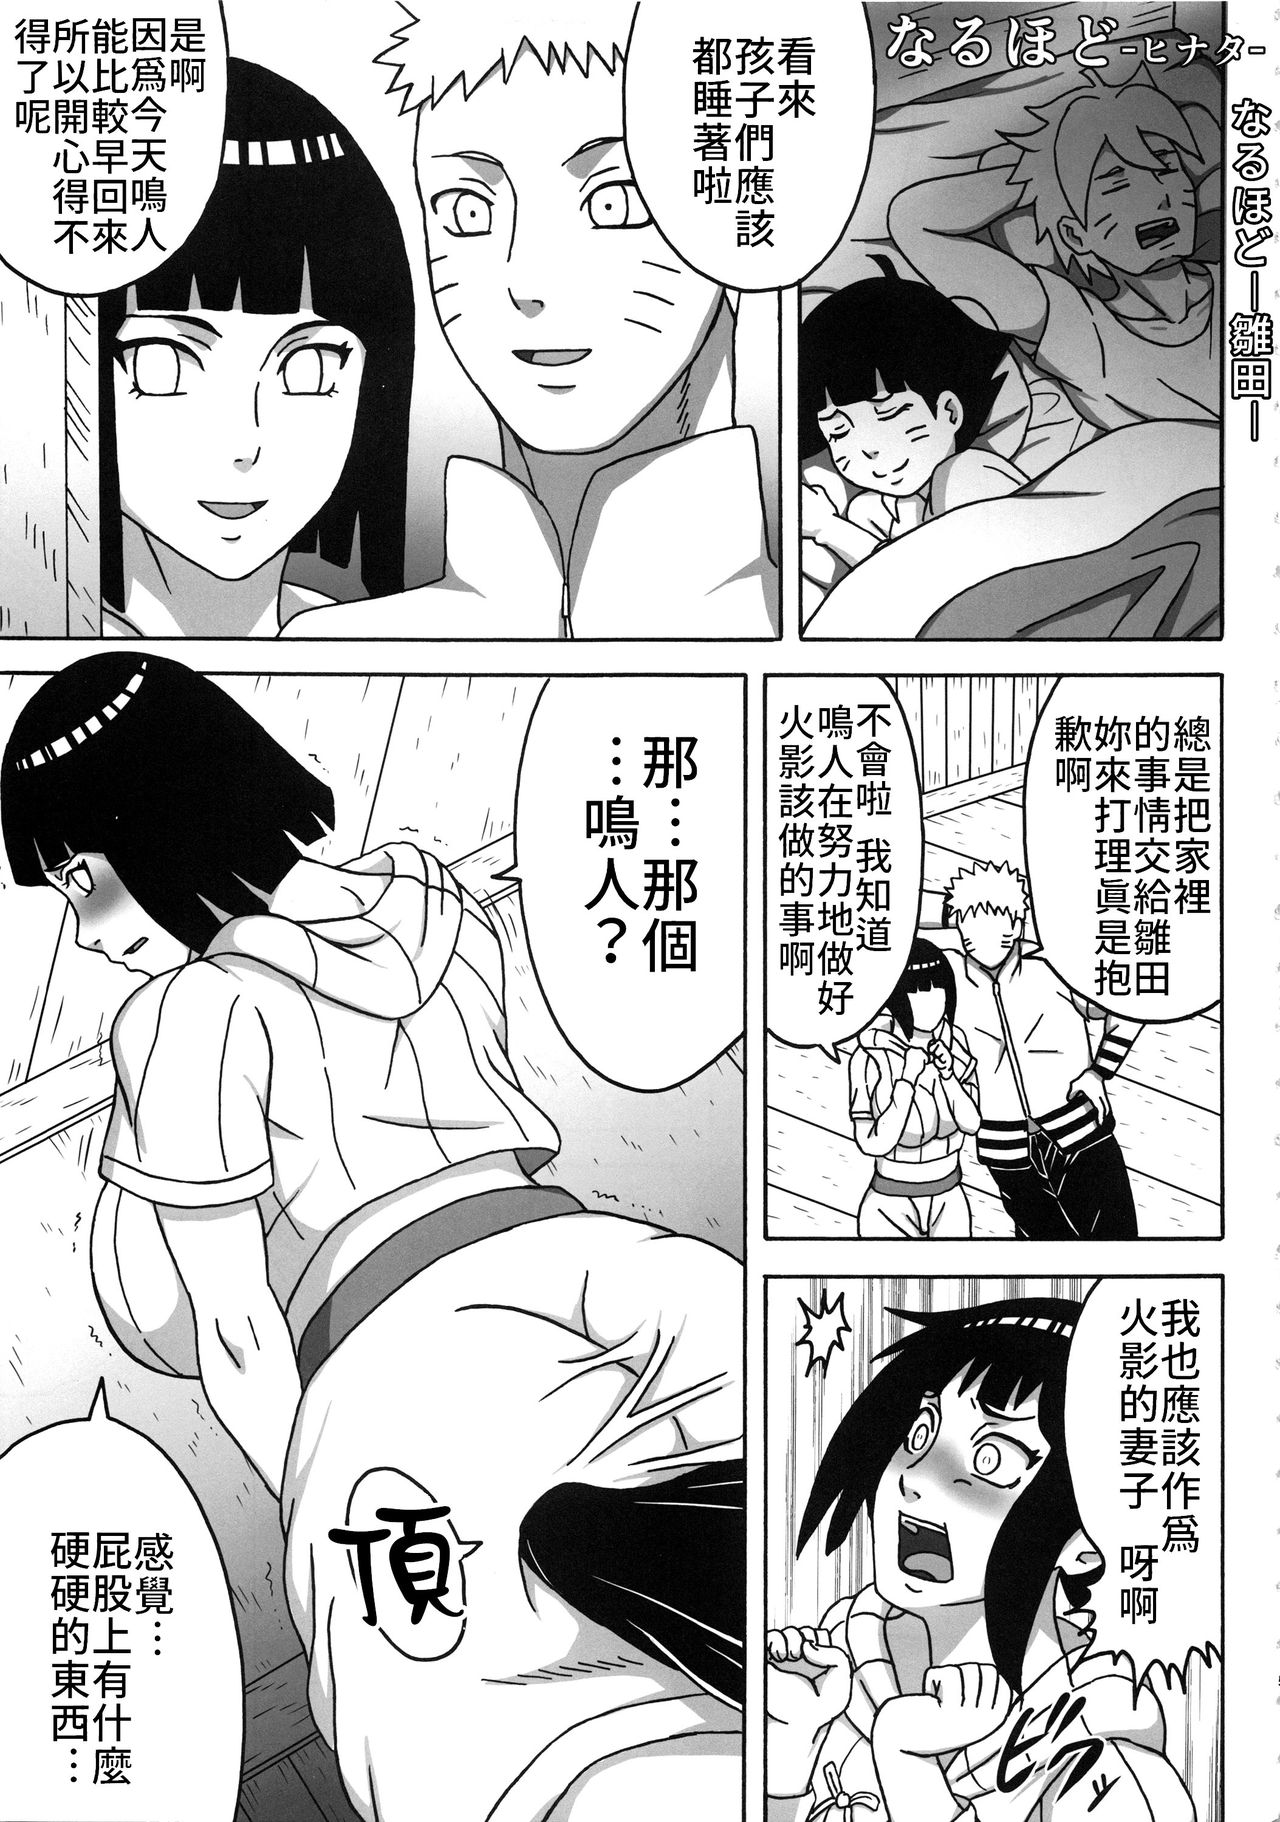 なるほど-ヒナタ-
なるほど—雛田—
看來
孩子們應該
都睡著啦
是啊
因爲今天鳴人
能比較早回來
所以開心得不
得了呢
總是把家裡
的事情交給雛田
妳來打理眞是抱
歉啊
不會啦 我知道
鳴人在努力地做好
火影該做的事啊
我也應該作爲
火影的妻子 呀啊
ビクッ
那…那個
…鳴人？
頂
感覺…
屁股上有什麼
硬硬的東西…